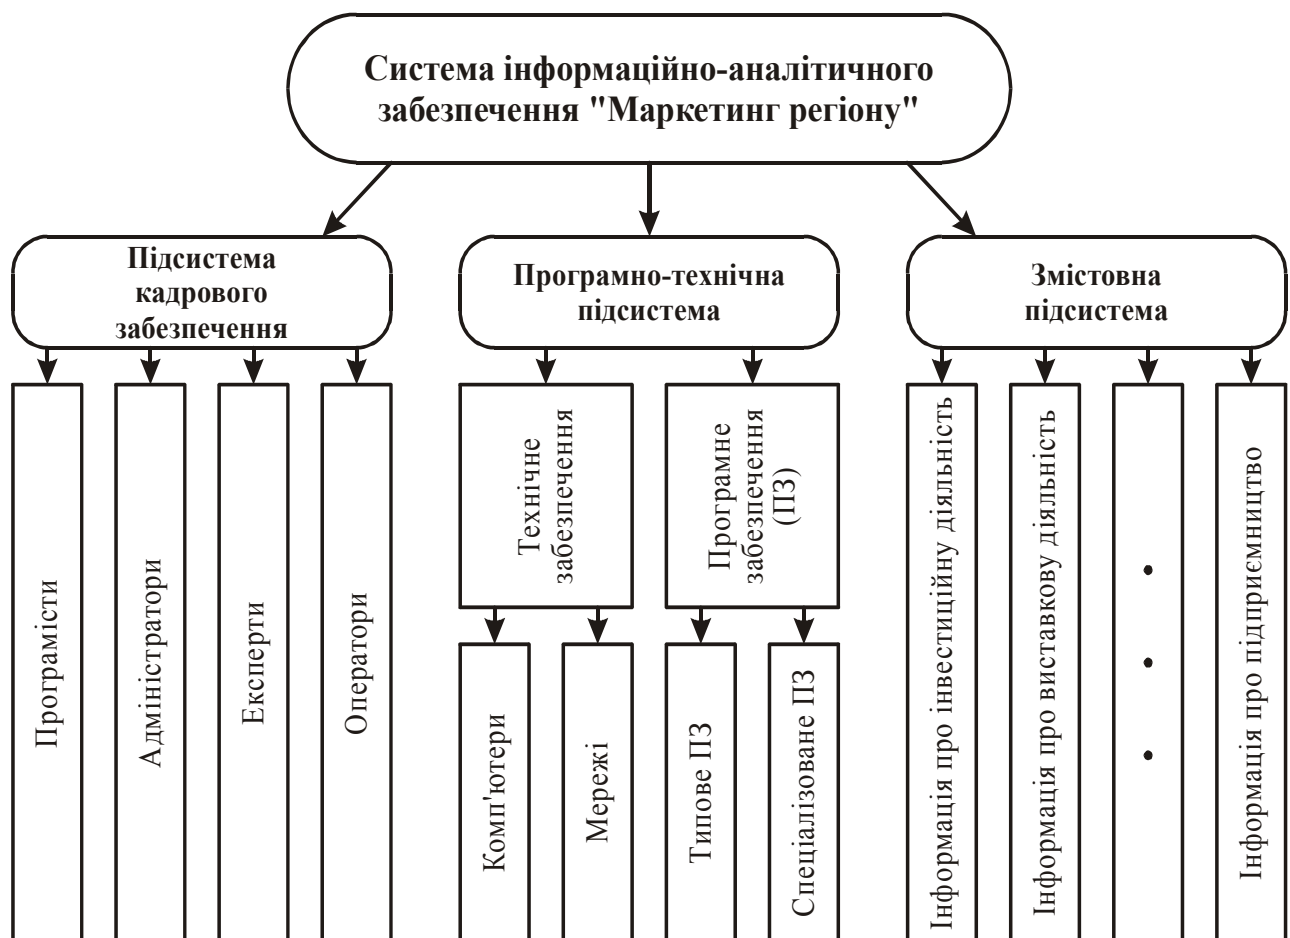 Система інформаційно-аналітичного
забезпечення "Маркетинг регіону"
Підсистема
кадрового
забезпечення
Програмно-технічна
підсистема
Змістовна
підсистема
Програмісти
Адміністратори
Експерти
Оператори
Технічне
забезпечення
Програмне
забезпечення
(ПЗ)
Комп'ютери
Мережі
Типове ПЗ
Спеціалізоване ПЗ
Інформація про інвестиційну діяльність
Інформація про виставкову діяльність
Інформація про підприємництво